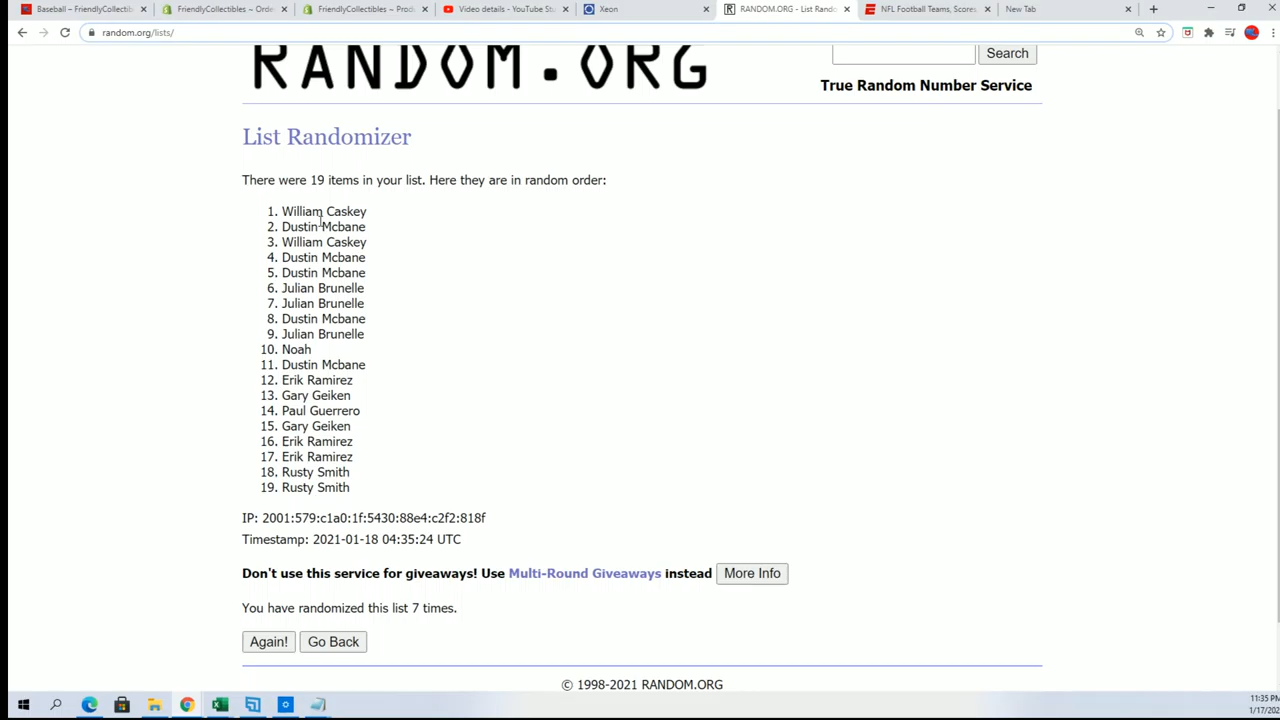 Baseball – FriendlyCollectib
FriendlyCollectibles ~ Orde
FriendlyCollectibles ~ Produ
Video details - YouTube Stu
Xeon
RANDOM.ORG - List Rando
NFL Football Teams, Scores
New Tab
random.org/lists/
RANDOM.ORG
Search
True Random Number Service
List Randomizer
There were 19 items in your list. Here they are in random order:
1. William Caskey
2. Dustin Mcbane
3. William Caskey
4. Dustin Mcbane
5. Dustin Mcbane
6. Julian Brunelle
7. Julian Brunelle
8. Dustin Mcbane
9. Julian Brunelle
10. Noah
11. Dustin Mcbane
12. Erik Ramirez
13. Gary Geiken
14. Paul Guerrero
15. Gary Geiken
16. Erik Ramirez
17. Erik Ramirez
18. Rusty Smith
19. Rusty Smith
IP: 2001:579:c1a0:1f:5430:88e4:c2f2:818f
Timestamp: 2021-01-18 04:35:24 UTC
Don't use this service for giveaways! Use Multi-Round Giveaways instead More Info
You have randomized this list 7 times.
Again! Go Back
© 1998-2021 RANDOM.ORG
11:35 PM
1/17/202